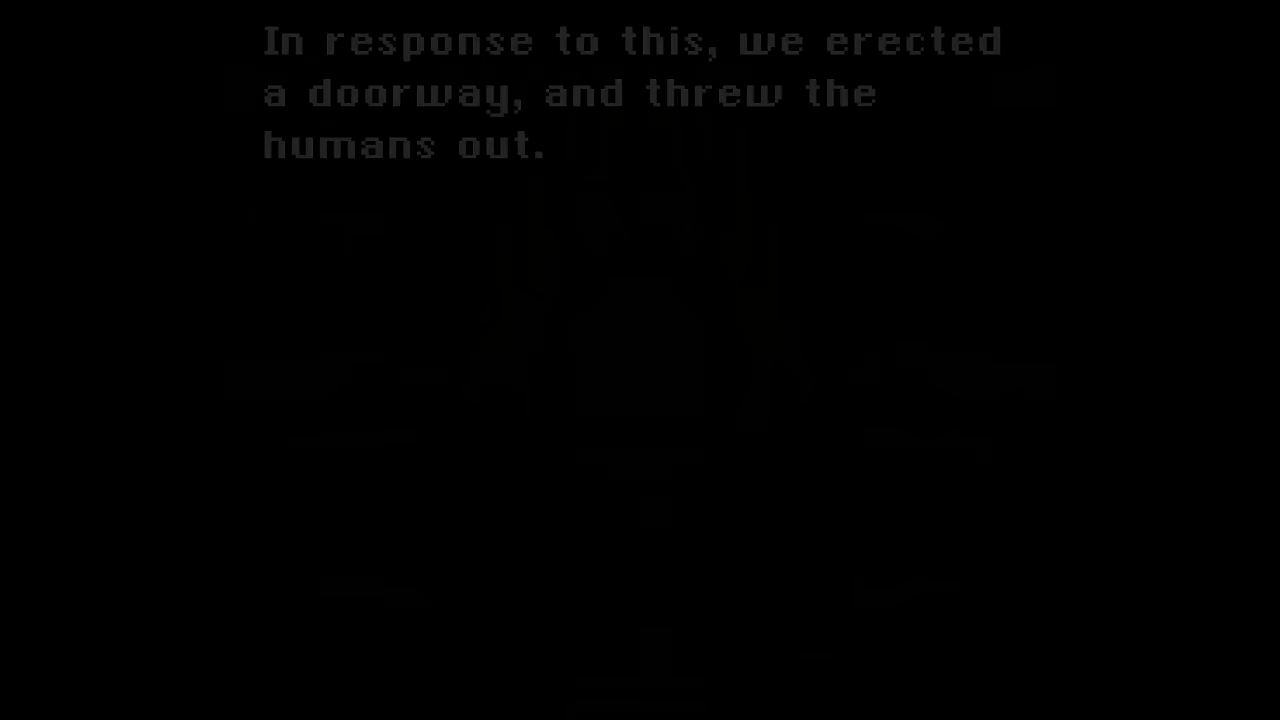 In response to this, we erected
a doorway, and threw the
humans out.